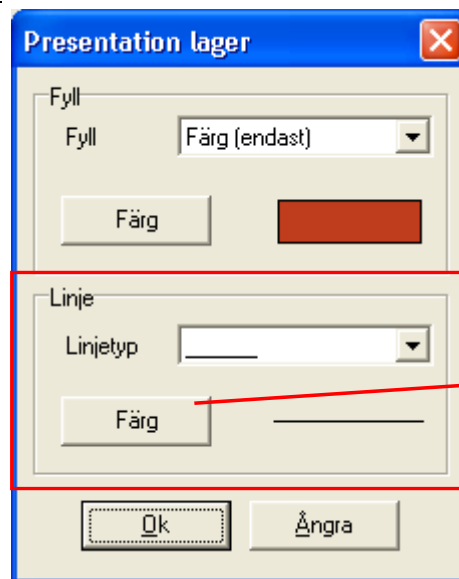 Presentation lager
Fyll
Fyll Färg (endast)
Färg
Linje
Linjetyp
Färg
Ok Ångra